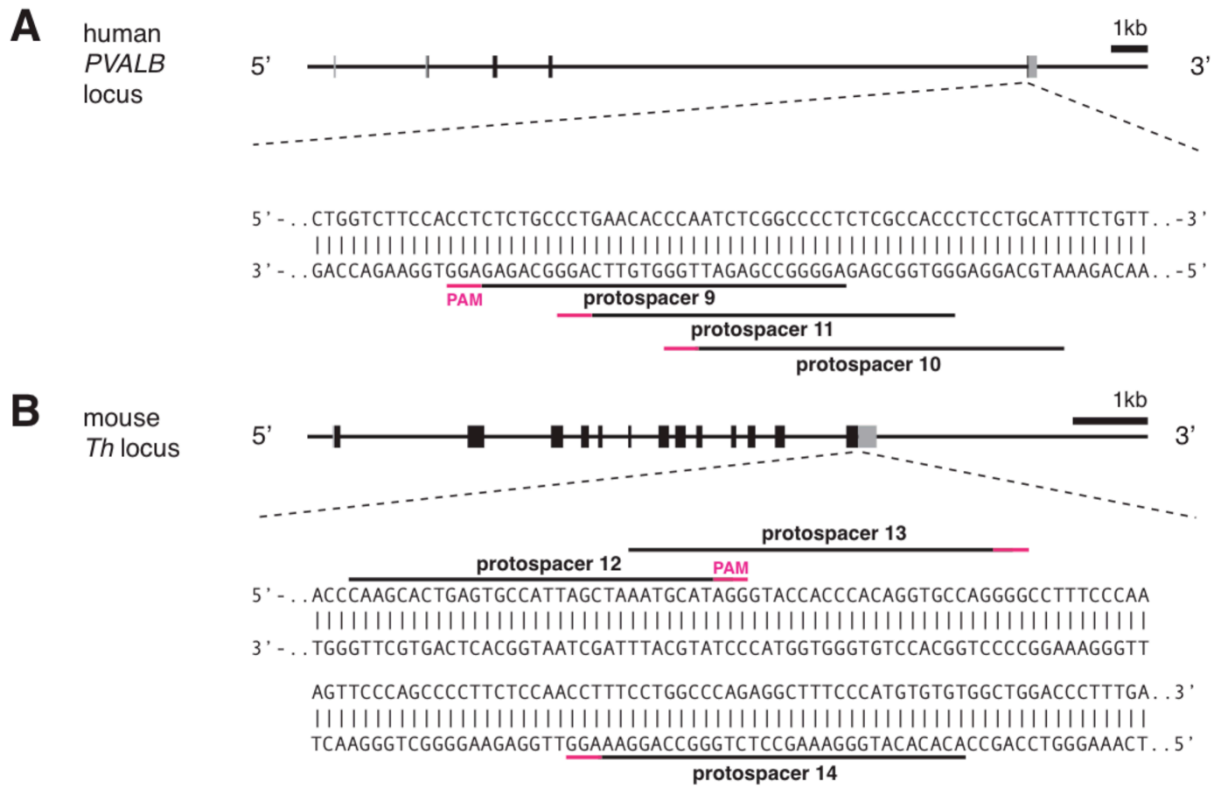 A
human
PVALB
locus
1kb
5’
3’
5’-..CTGGTCTTCCACCTCTCTGCCCTGAACACCCAATCTCGGCCCCTCTCGCCACCCTCCTGCATTTCTGTT..-3’
3’-..GACCAGAAGGTGGAGAGACGGGACTTGTGGGTTAGAGCCGGGGAGAGCGGTGGGAGGACGTAAAGACAA..-5’
PAM
protospacer 9
protospacer 11
protospacer 10
B
mouse
Th locus
1kb
5’
3’
protospacer 13
protospacer 12
PAM
5’-..ACCCAAGCACTGAGTGCCATTAGCTAAATGCATAGGGTACCACCCACAGGTGCCAGGGGCCTTTCCCAA
3’-..TGGGTTCGTGACTCACGGTAATCGATTTACGTATCCCATGGTGGGTGTCCACGGTCCCCGGAAAGGGTT
AGTTCCCAGCCCCTTCTCCAACCTTTCCTGGCCCAGAGGCTTTCCCATGTGTGTGGCTGGACCCTTTGA..3’
TCAAGGGTCGGGGAAGAGGTTGGAAAGGACCGGGTCTCCGAAAGGGTACACACACCGACCTGGGAAACT..5’
protospacer 14